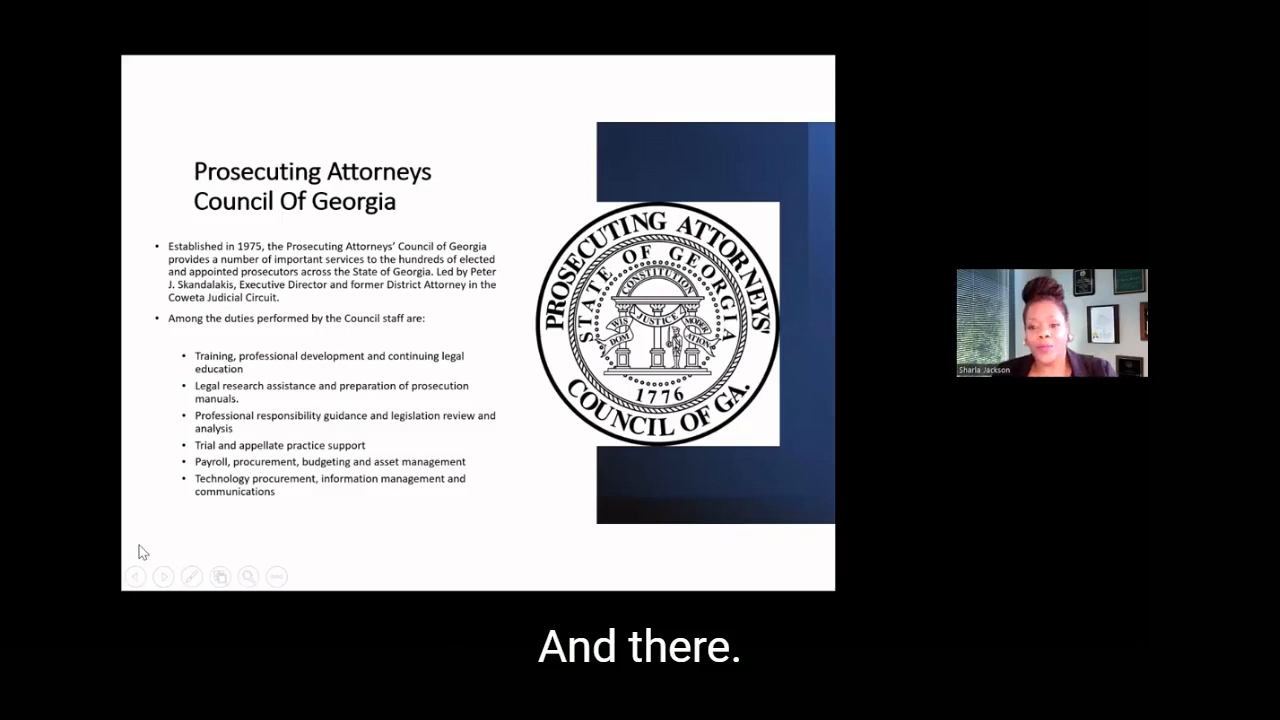 Prosecuting Attorneys
Council Of Georgia
• Established in 1975, the Prosecuting Attorneys’ Council of Georgia
provides a number of important services to the hundreds of elected
and appointed prosecutors across the State of Georgia. Led by Peter
J. Skandalakis, Executive Director and former District Attorney in the
Coweta Judicial Circuit.
• Among the duties performed by the Council staff are:
• Training, professional development and continuing legal
education
• Legal research assistance and preparation of prosecution
manuals.
• Professional responsibility guidance and legislation review and
analysis
• Trial and appellate practice support
• Payroll, procurement, budgeting and asset management
• Technology procurement, information management and
communications
PROSECUTING ATTORNEYS'
COUNCIL OF GA.
STATE OF GEORGIA
CONSTITUTION
WISDOM
JUSTICE
MODERATION
1776
Sharla Jackson
And there.